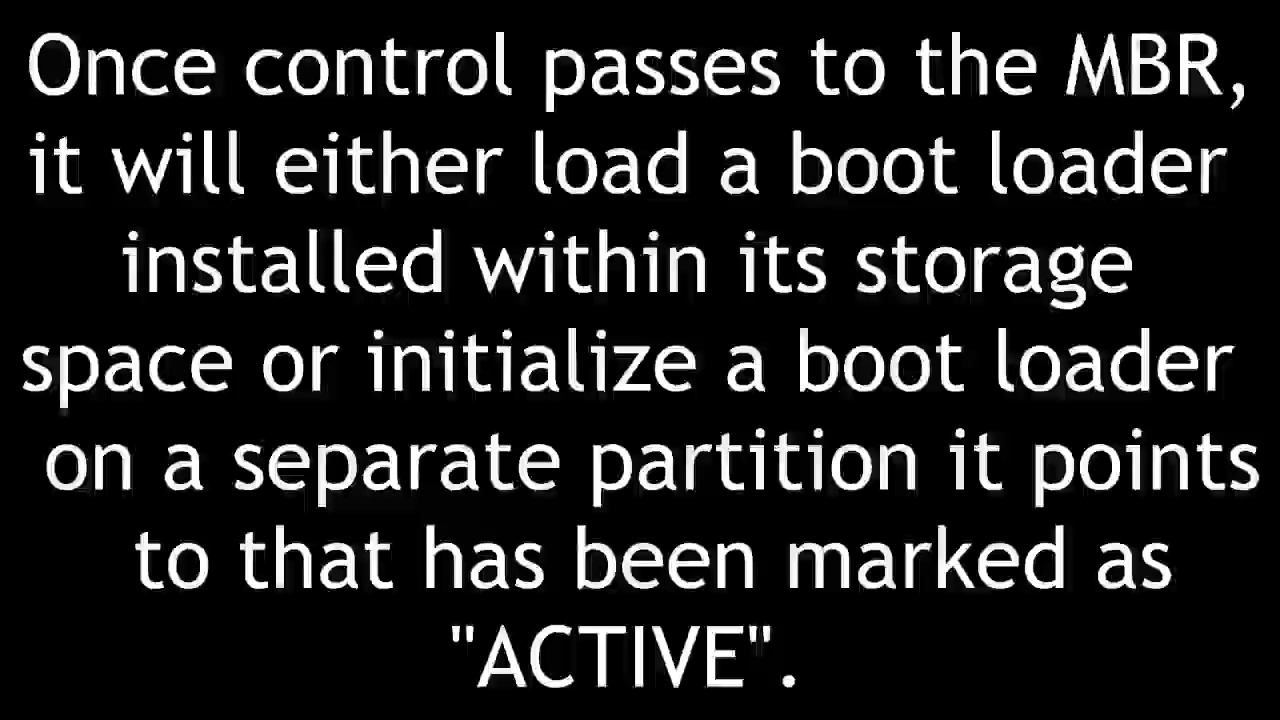 Once control passes to the MBR,
it will either load a boot loader
installed within its storage
space or initialize a boot loader
on a separate partition it points
to that has been marked as
"ACTIVE".